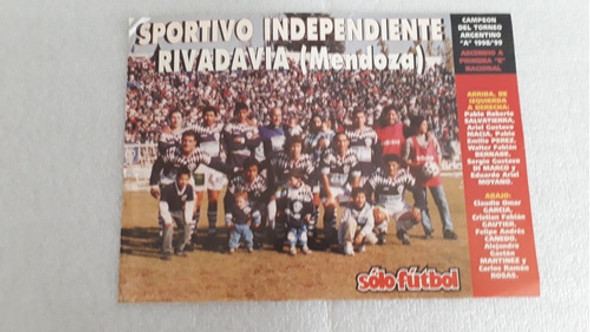 SPORTIVO INDEPENDIENTE
RIVADAVIA (Mendoza)
CAMPEON
DEL TORNEO
ARGENTINO
"A" 1998/99
ASCENDIO A
PRIMERA "B"
NACIONAL
ARRIBA, DE
IZQUIERDA
A DERECHA:
Pablo Roberto
SALVATIERRA,
Ariel Gustavo
MACIA, Pablo
Emilio PEREZ,
Walter Fabián
BERNABE,
Sergio Gustavo
DI MARCO y
Eduardo Ariel
MOYANO.
ABAJO:
Claudio Omar
GARCIA,
Cristian Fabián
GAUTIER,
Felipe Andrés
CANEDO,
Alejandro
Gastón
MARTINEZ y
Carlos Ramón
ROSAS.
sólo fútbol